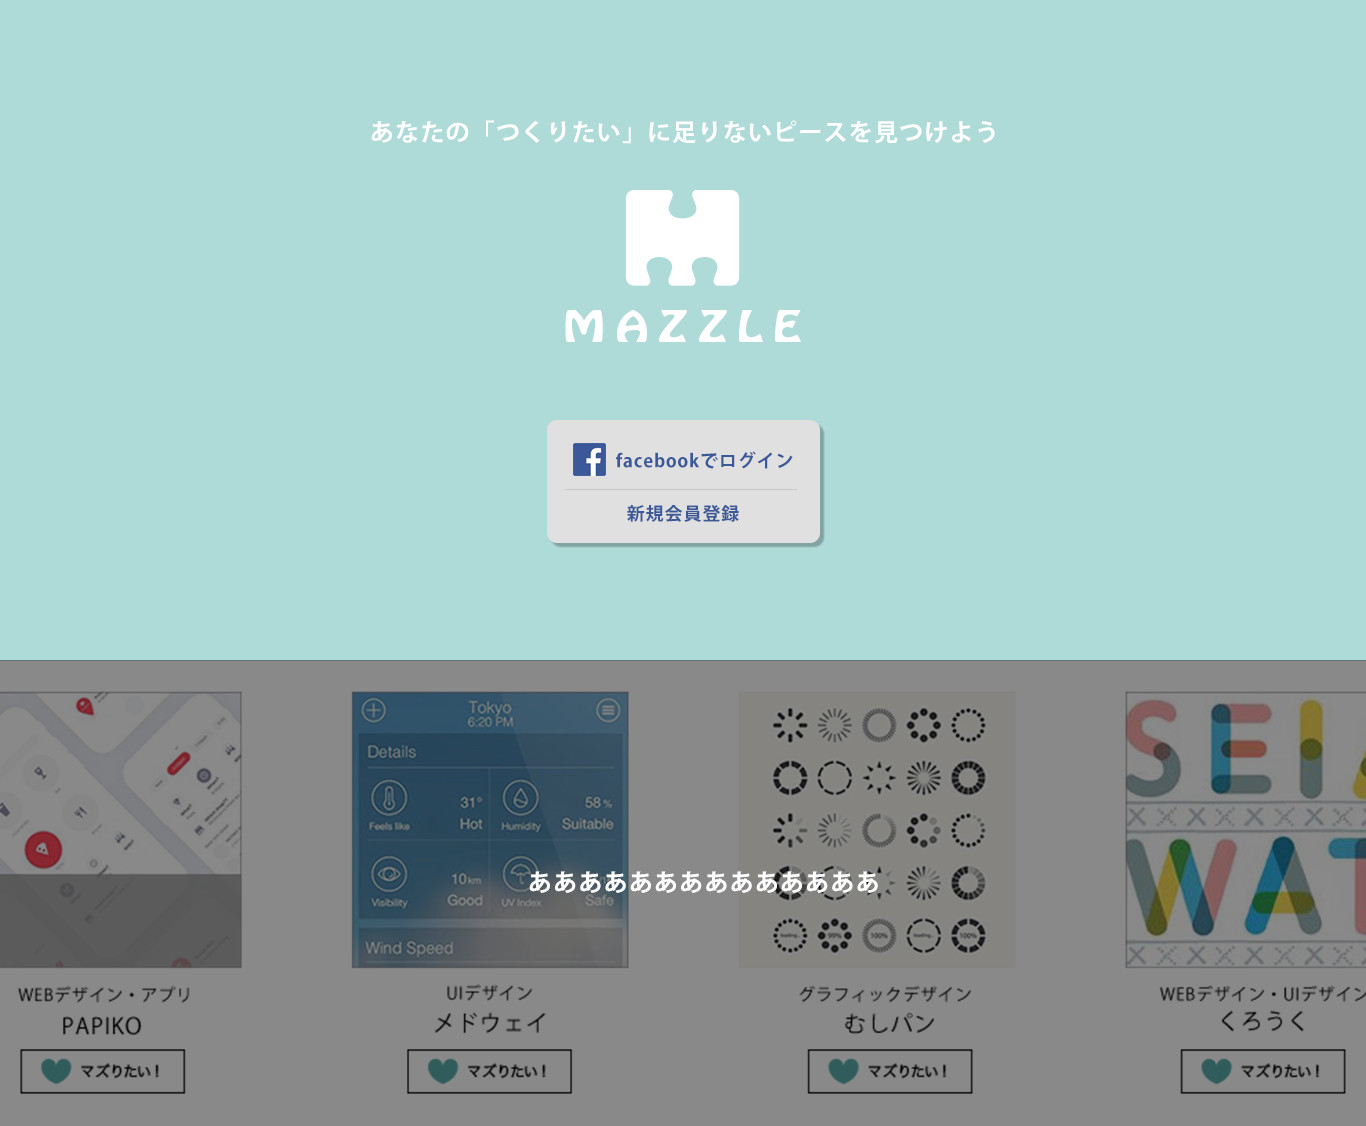 あなたの「つくりたい」に足りないピースを見つけよう
MAZZLE
facebookでログイン
新規会員登録
Tokyo
6:20 PM
Details
31°
Feels like
Hot
58%
Humidity
Suitable
10km
Visibility
Good
UV Index
Safe
Wind Speed
ああああああああああああああ
loading...
99%
100%
loading...
100%
SEIA
WAT
WEBデザイン・アプリ
PAPIKO
マズりたい!
UIデザイン
メドウェイ
マズりたい!
グラフィックデザイン
むしパン
マズりたい!
WEBデザイン・UIデザイン
くろうく
マズりたい!